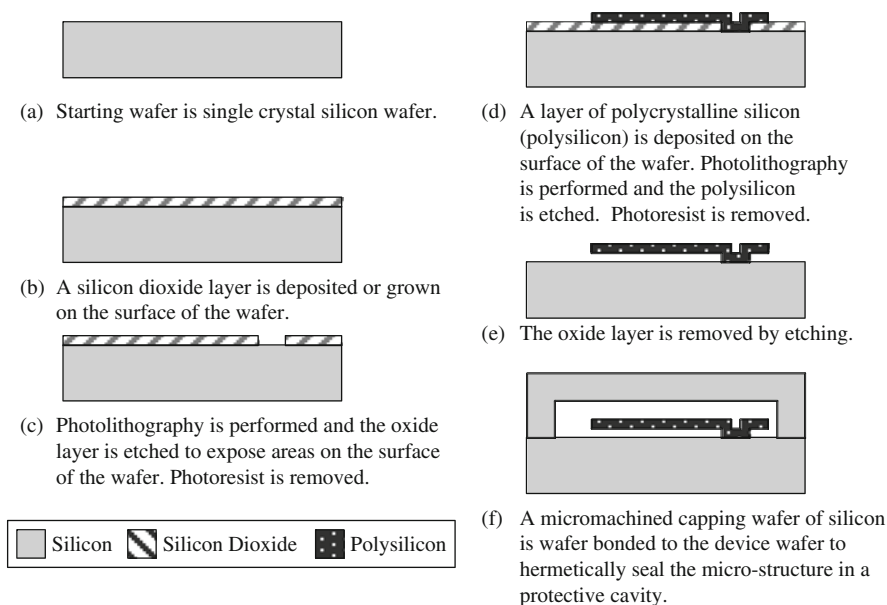 (a) Starting wafer is single crystal silicon wafer.
(b) A silicon dioxide layer is deposited or grown
on the surface of the wafer.
(c) Photolithography is performed and the oxide
layer is etched to expose areas on the surface
of the wafer. Photoresist is removed.
Silicon Silicon Dioxide Polysilicon
(d) A layer of polycrystalline silicon
(polysilicon) is deposited on the
surface of the wafer. Photolithography
is performed and the polysilicon
is etched. Photoresist is removed.
(e) The oxide layer is removed by etching.
(f) A micromachined capping wafer of silicon
is wafer bonded to the device wafer to
hermetically seal the micro-structure in a
protective cavity.